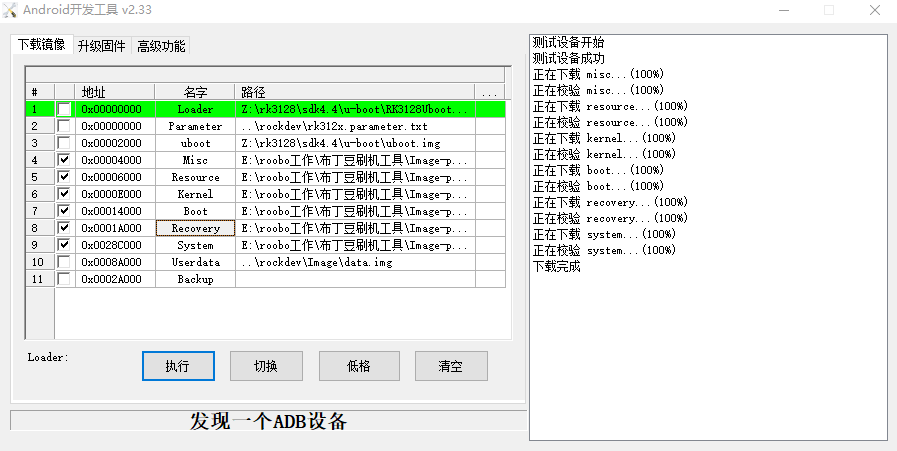 Android开发工具 v2.33
下载镜像 升级固件 高级功能
# 地址 名字 路径 ...
1 0x00000000 Loader Z:\rk3128\sdk4.4\u-boot\RK3128Uboot...
2 0x00000000 Parameter ..\rockdev\rk312x.parameter.txt
3 0x00002000 uboot Z:\rk3128\sdk4.4\u-boot\uboot.img
4 0x00004000 Misc E:\roobo工作\布丁豆刷机工具\Image-p...
5 0x00006000 Resource E:\roobo工作\布丁豆刷机工具\Image-p...
6 0x0000E000 Kernel E:\roobo工作\布丁豆刷机工具\Image-p...
7 0x00014000 Boot E:\roobo工作\布丁豆刷机工具\Image-p...
8 0x0001A000 Recovery E:\roobo工作\布丁豆刷机工具\Image-p...
9 0x0028C000 System E:\roobo工作\布丁豆刷机工具\Image-p...
10 0x0008A000 Userdata ..\rockdev\Image\data.img
11 0x0002A000 Backup
Loader:
执行 切换 低格 清空
发现一个ADB设备
测试设备开始
测试设备成功
正在下载 misc...(100%)
正在校验 misc...(100%)
正在下载 resource...(100%)
正在校验 resource...(100%)
正在下载 kernel...(100%)
正在校验 kernel...(100%)
正在下载 boot...(100%)
正在校验 boot...(100%)
正在下载 recovery...(100%)
正在校验 recovery...(100%)
正在下载 system...(100%)
正在校验 system...(100%)
下载完成